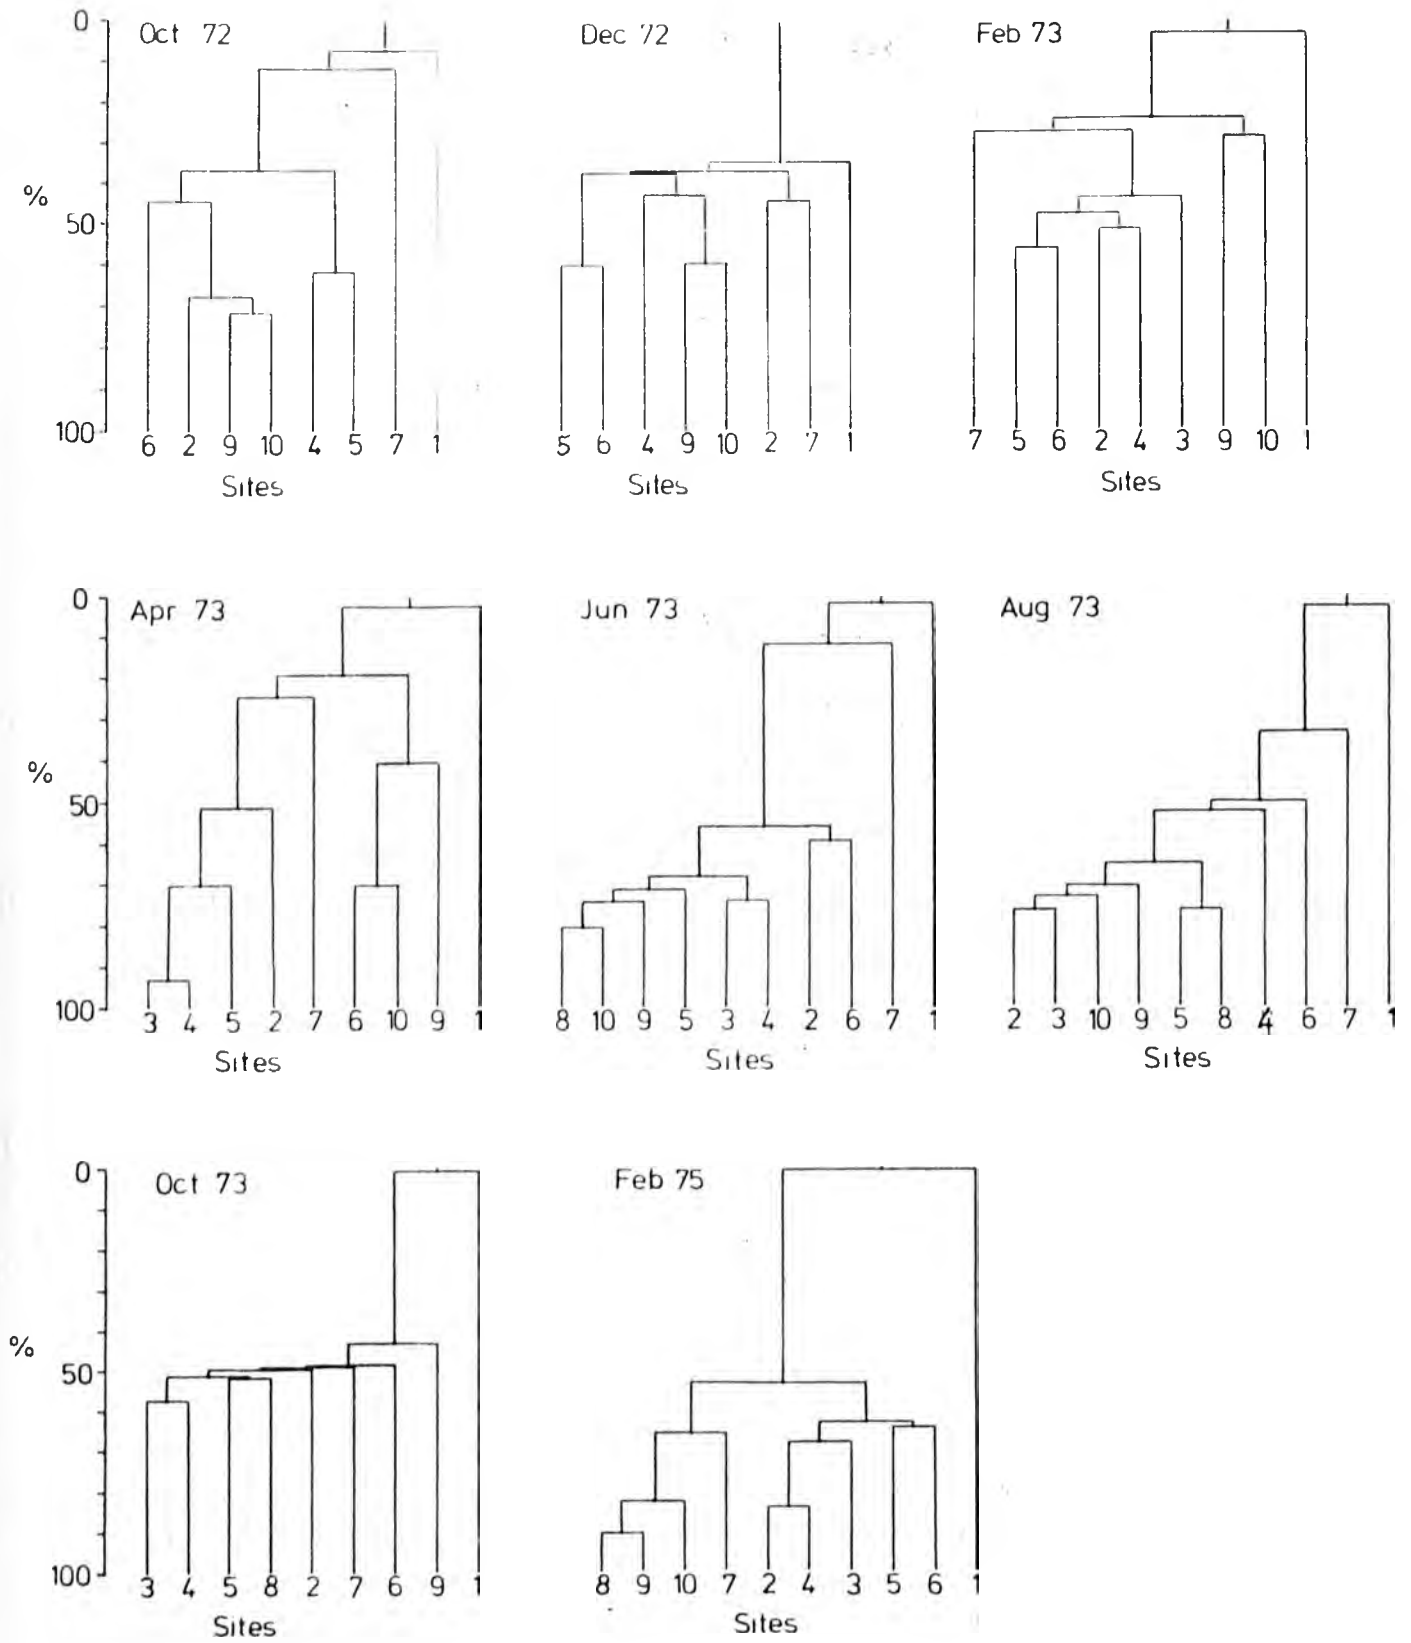 0 Oct 72 Dec 72 Feb 73
%
50
100
6 2 9 10 4 5 7 1
5 6 4 9 10 2 7 1
7 5 6 2 4 3 9 10 1
Sites Sites Sites
0 Apr 73 Jun 73 Aug 73
%
50
100
3 4 5 2 7 6 10 9 1
8 10 9 5 3 4 2 6 7 1
2 3 10 9 5 8 4 6 7 1
Sites Sites Sites
0 Oct 73 Feb 75
%
50
100
3 4 5 8 2 7 6 9 1
8 9 10 7 2 4 3 5 6 1
Sites Sites